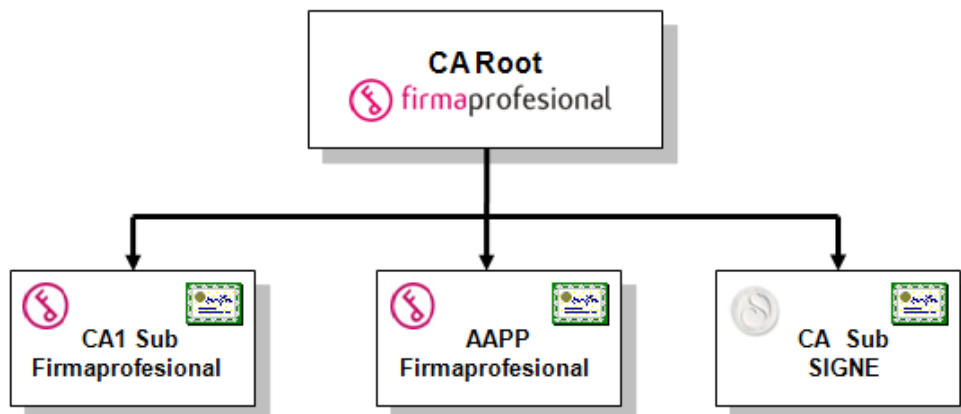 CA Root
firmaprofesional
CA1 Sub
Firmaprofesional
AAPP
Firmaprofesional
CA Sub
SIGNE